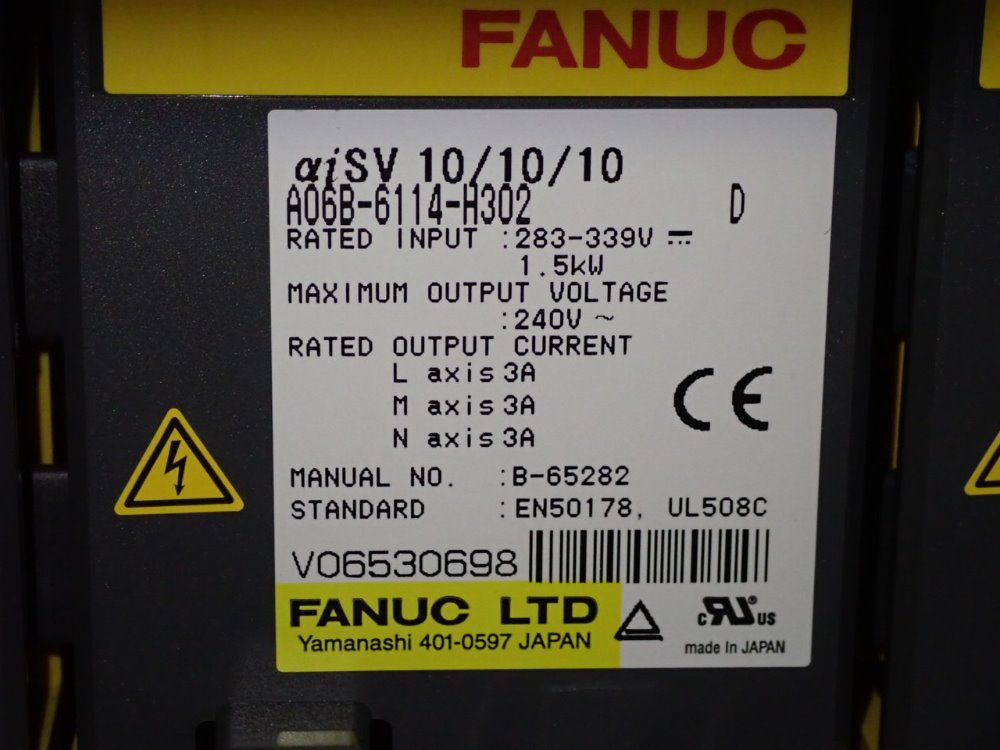 FANUC
αiSV 10/10/10
A06B-6114-H302 D
RATED INPUT :283-339V ⎓
1.5kW
MAXIMUM OUTPUT VOLTAGE
:240V ~
RATED OUTPUT CURRENT
L axis 3A
M axis 3A
N axis 3A
CE
MANUAL NO. :B-65282
STANDARD :EN50178, UL508C
V06530698
FANUC LTD
Yamanashi 401-0597 JAPAN
c RU® us
made in JAPAN